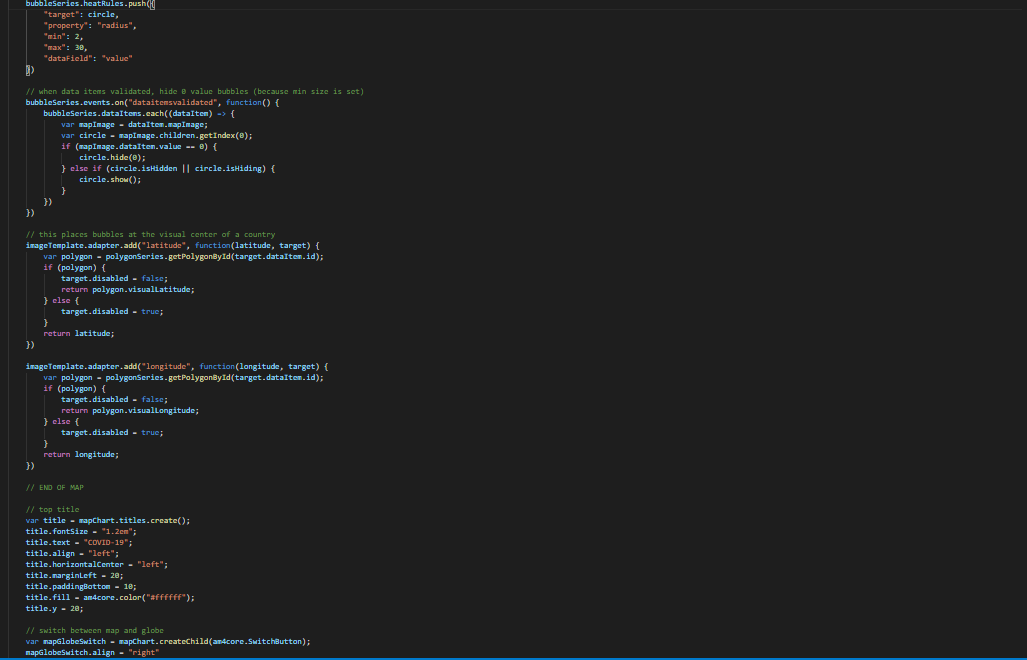 bubbleSeries.heatRules.push({
    "target": circle,
    "property": "radius",
    "min": 2,
    "max": 30,
    "dataField": "value"
})

// when data items validated, hide 0 value bubbles (because min size is set)
bubbleSeries.events.on("dataitemsvalidated", function() {
    bubbleSeries.dataItems.each((dataItem) => {
        var mapImage = dataItem.mapImage;
        var circle = mapImage.children.getIndex(0);
        if (mapImage.dataItem.value == 0) {
            circle.hide(0);
        } else if (circle.isHidden || circle.isHiding) {
            circle.show();
        }
    })
})

// this places bubbles at the visual center of a country
imageTemplate.adapter.add("latitude", function(latitude, target) {
    var polygon = polygonSeries.getPolygonById(target.dataItem.id);
    if (polygon) {
        target.disabled = false;
        return polygon.visualLatitude;
    } else {
        target.disabled = true;
    }
    return latitude;
})

imageTemplate.adapter.add("longitude", function(longitude, target) {
    var polygon = polygonSeries.getPolygonById(target.dataItem.id);
    if (polygon) {
        target.disabled = false;
        return polygon.visualLongitude;
    } else {
        target.disabled = true;
    }
    return longitude;
})

// END OF MAP

// top title
var title = mapChart.titles.create();
title.fontSize = "1.2em";
title.text = "COVID-19";
title.align = "left";
title.horizontalCenter = "left";
title.marginLeft = 20;
title.paddingBottom = 10;
title.fill = am4core.color("#ffffff");
title.y = 20;

// switch between map and globe
var mapGlobeSwitch = mapChart.createChild(am4core.SwitchButton);
mapGlobeSwitch.align = "right"